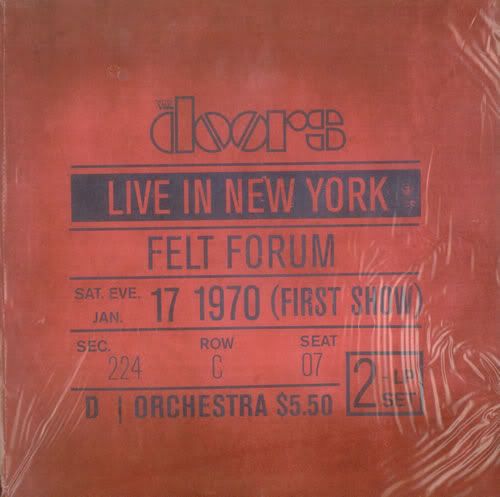 THE
doors
LIVE IN NEW YORK
FELT FORUM
SAT. EVE.
JAN. 17 1970 (FIRST SHOW)
SEC. ROW SEAT
224 C 07
D | ORCHESTRA $5.50
2-LP
SET